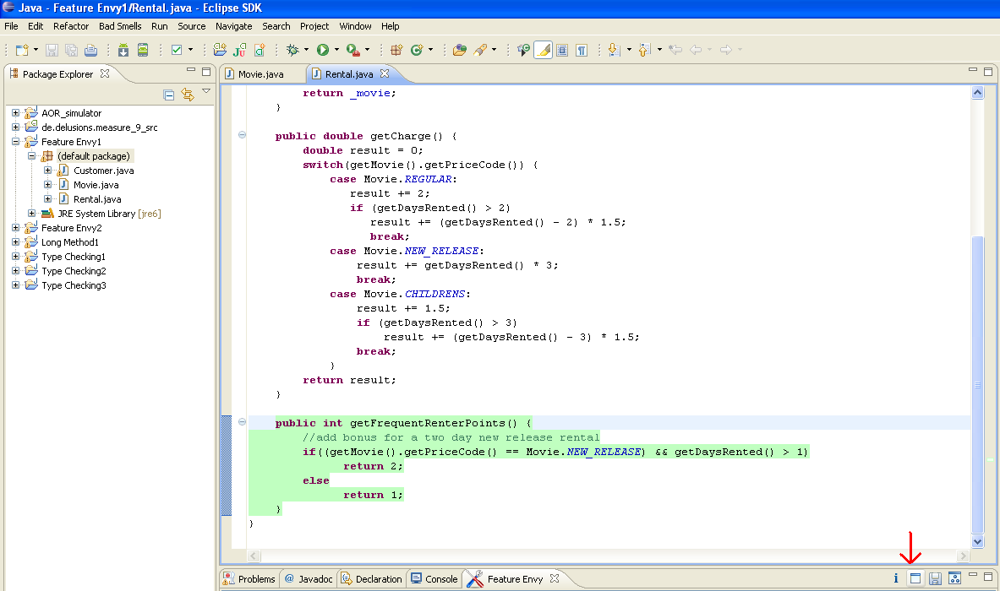 Java - Feature Envy1/Rental.java - Eclipse SDK
File Edit Refactor Bad Smells Run Source Navigate Search Project Window Help
Package Explorer
AOR_simulator
de.delusions.measure_9_src
Feature Envy1
(default package)
Customer.java
Movie.java
Rental.java
JRE System Library [jre6]
Feature Envy2
Long Method1
Type Checking1
Type Checking2
Type Checking3
Movie.java Rental.java
return _movie;
}
public double getCharge() {
double result = 0;
switch(getMovie().getPriceCode()) {
case Movie.REGULAR:
result += 2;
if (getDaysRented() > 2)
result += (getDaysRented() - 2) * 1.5;
break;
case Movie.NEW_RELEASE:
result += getDaysRented() * 3;
break;
case Movie.CHILDRENS:
result += 1.5;
if (getDaysRented() > 3)
result += (getDaysRented() - 3) * 1.5;
break;
}
return result;
}
public int getFrequentRenterPoints() {
//add bonus for a two day new release rental
if((getMovie().getPriceCode() == Movie.NEW_RELEASE) && getDaysRented() > 1)
return 2;
else
return 1;
}
}
Problems @ Javadoc Declaration Console Feature Envy